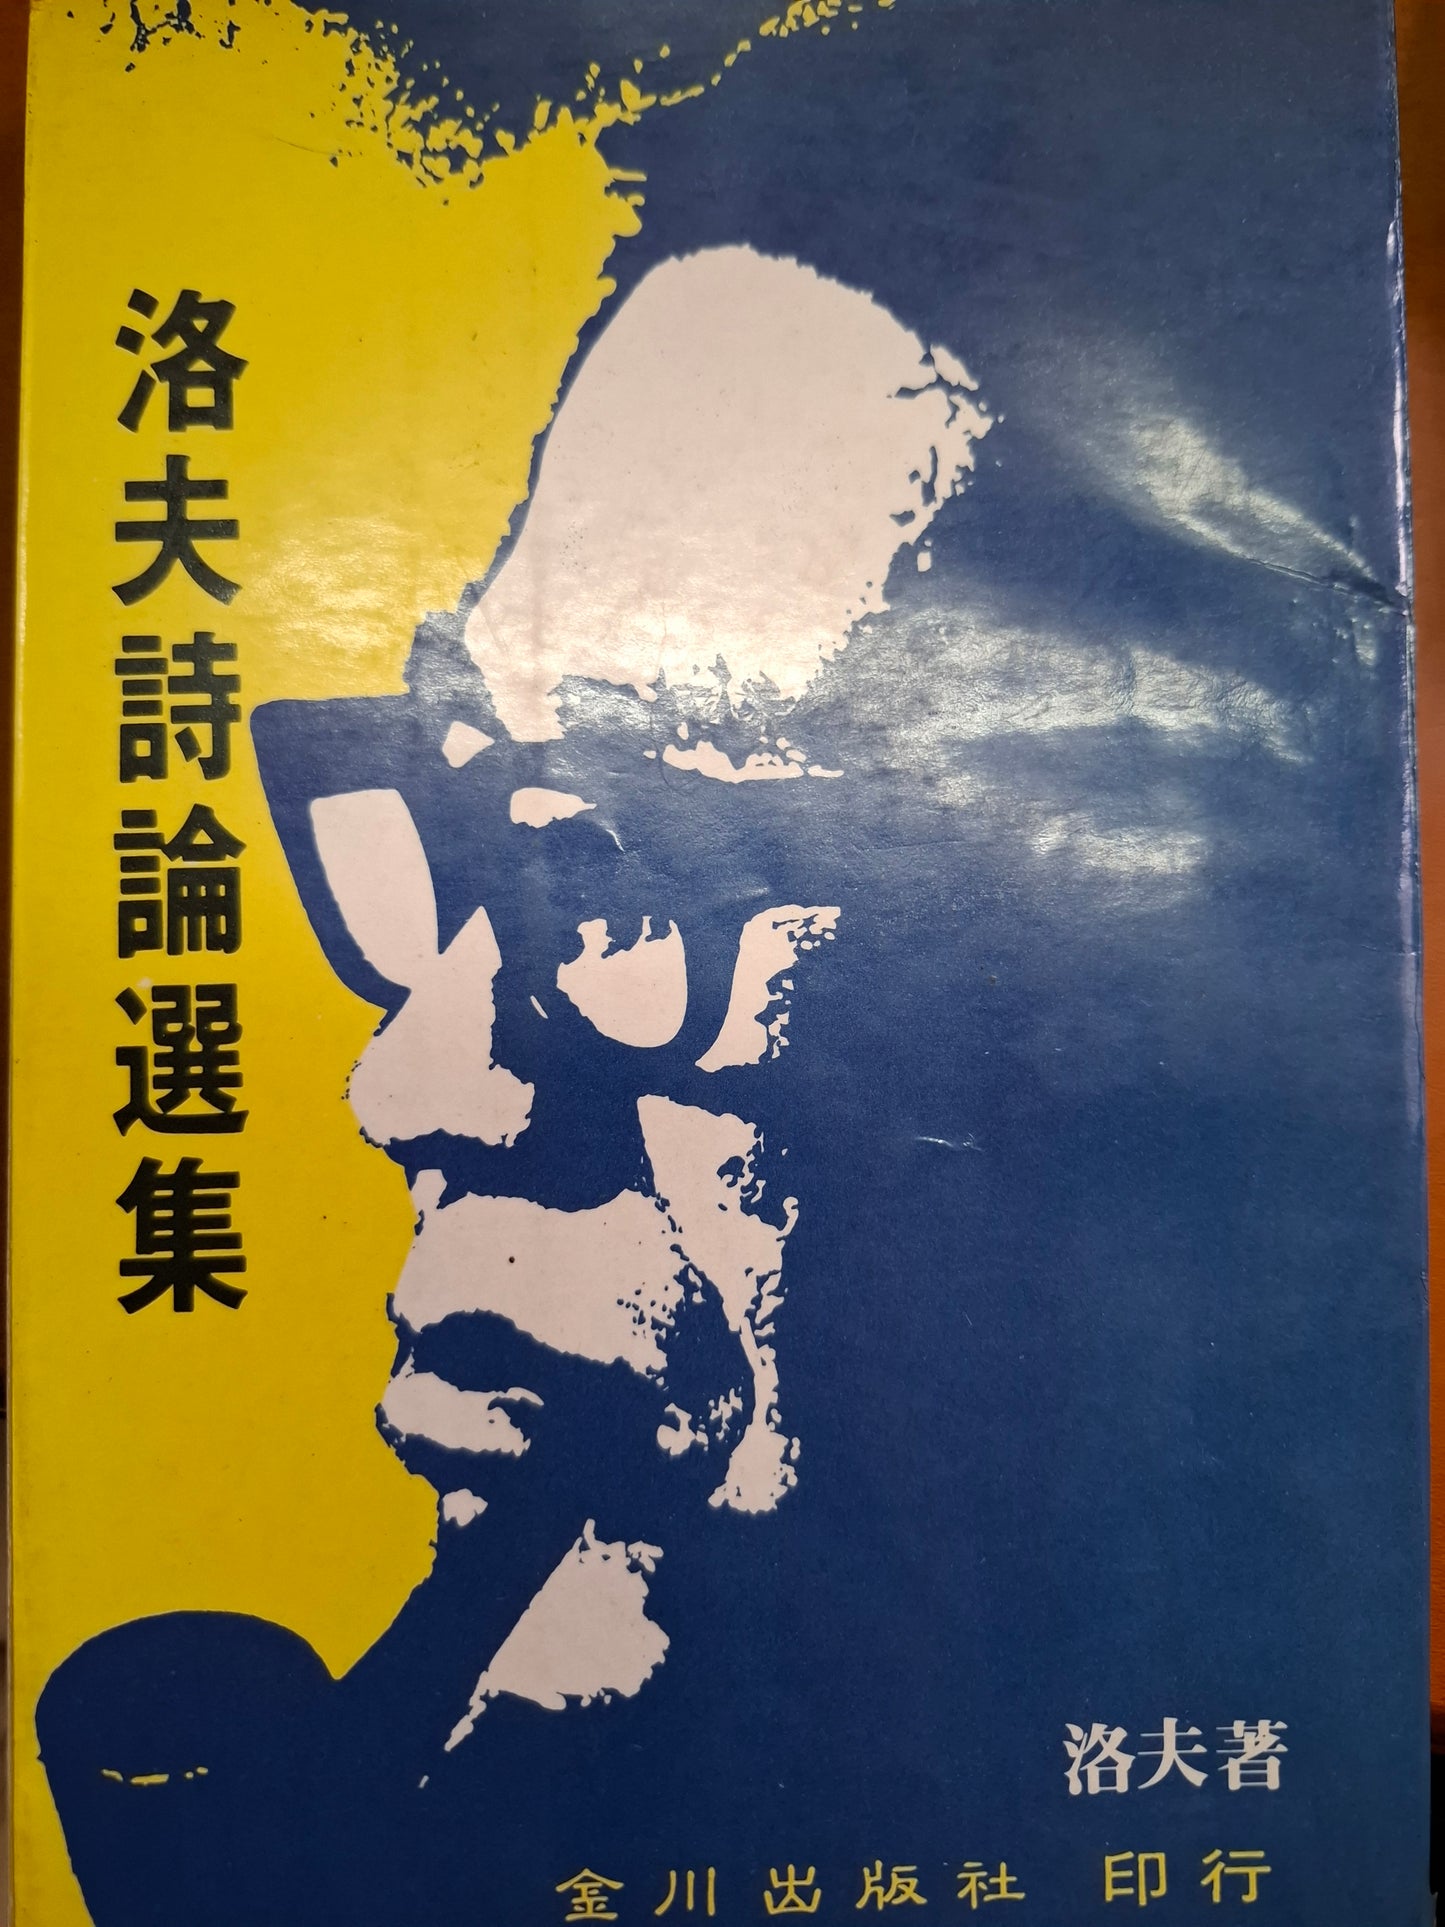 洛夫詩論選集
洛夫著
金川出版社 印行